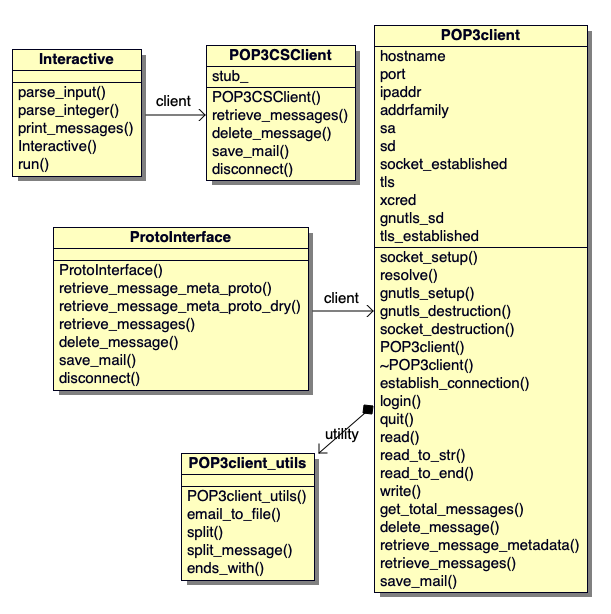 Interactive
parse_input()
parse_integer()
print_messages()
Interactive()
run()
client
POP3CSClient
stub_
POP3CSClient()
retrieve_messages()
delete_message()
save_mail()
disconnect()
POP3client
hostname
port
ipaddr
addrfamily
sa
sd
socket_established
tls
xcred
gnutls_sd
tls_established
socket_setup()
resolve()
gnutls_setup()
gnutls_destruction()
socket_destruction()
POP3client()
~POP3client()
establish_connection()
login()
quit()
read()
read_to_str()
read_to_end()
write()
get_total_messages()
delete_message()
retrieve_message_metadata()
retrieve_messages()
save_mail()
ProtoInterface
ProtoInterface()
retrieve_message_meta_proto()
retrieve_message_meta_proto_dry()
retrieve_messages()
delete_message()
save_mail()
disconnect()
client
utility
POP3client_utils
POP3client_utils()
email_to_file()
split()
split_message()
ends_with()